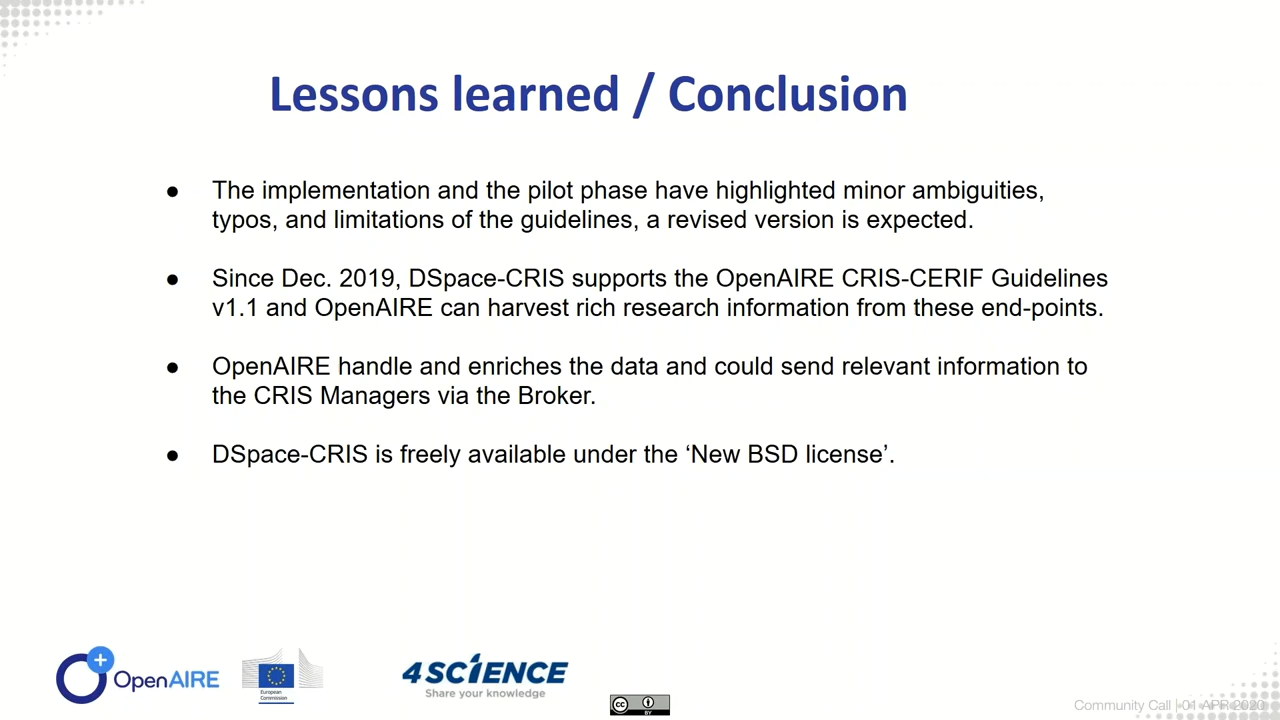 Lessons learned / Conclusion
● The implementation and the pilot phase have highlighted minor ambiguities,
typos, and limitations of the guidelines, a revised version is expected.
● Since Dec. 2019, DSpace-CRIS supports the OpenAIRE CRIS-CERIF Guidelines
v1.1 and OpenAIRE can harvest rich research information from these end-points.
● OpenAIRE handle and enriches the data and could send relevant information to
the CRIS Managers via the Broker.
● DSpace-CRIS is freely available under the ‘New BSD license’.
OpenAIRE
European
Commission
4SCIENCE
Share your knowledge
cc
BY
Community Call | 01 APR 2020